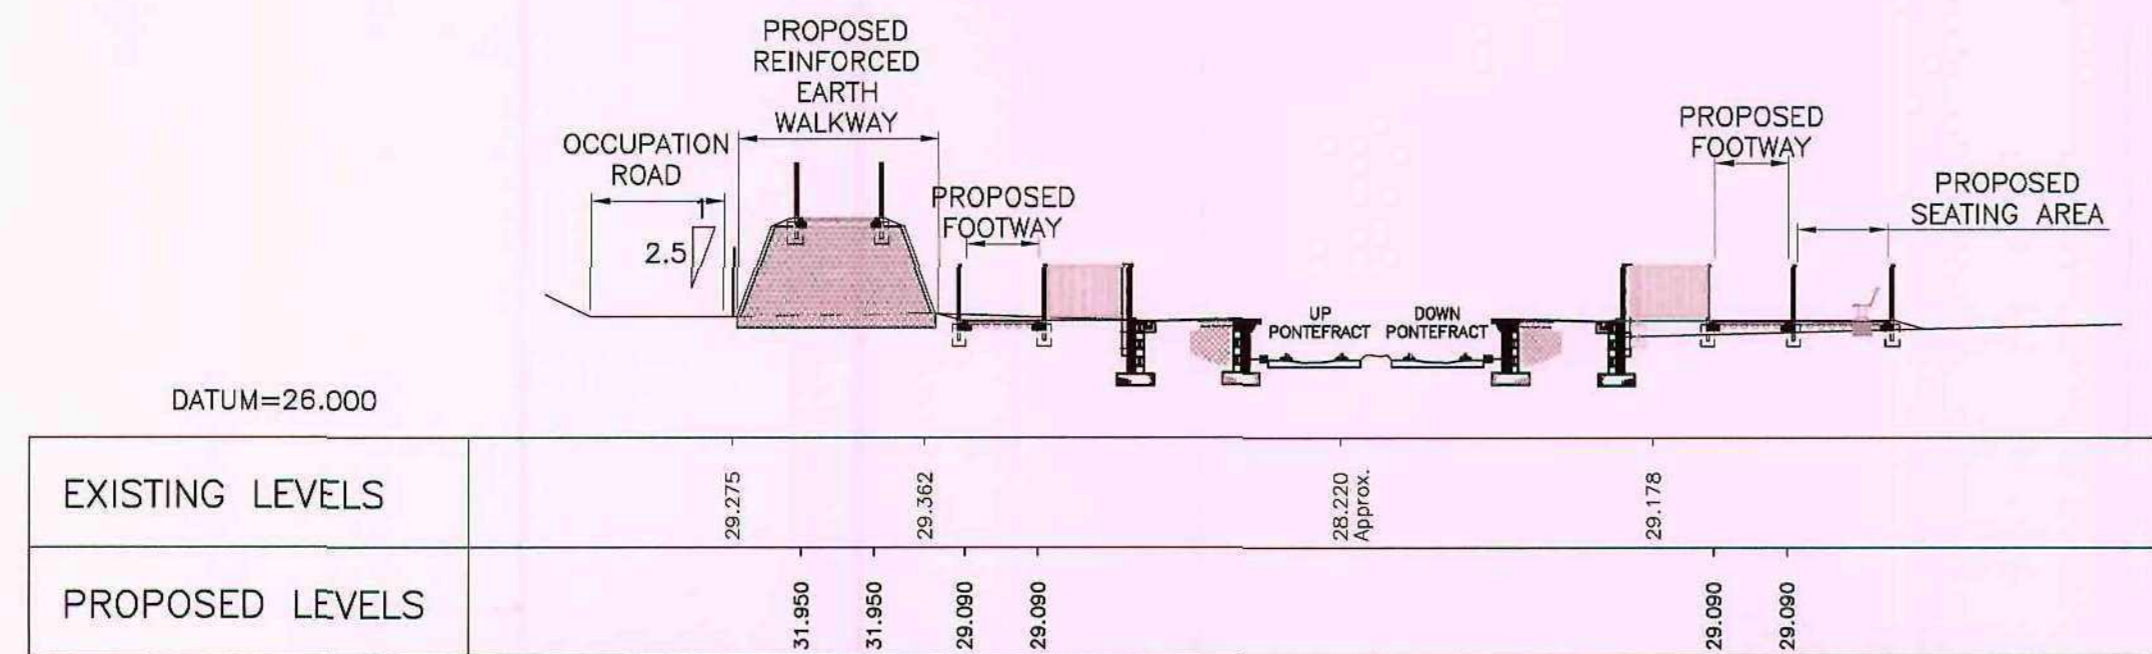 PROPOSED
REINFORCED
EARTH
WALKWAY
OCCUPATION
ROAD
1
2.5
PROPOSED
FOOTWAY
UP
PONTEFRACT
DOWN
PONTEFRACT
PROPOSED
FOOTWAY
PROPOSED
SEATING AREA
DATUM=26.000
EXISTING LEVELS
29.275
29.362
28.220
Approx.
29.178
PROPOSED LEVELS
31.950
31.950
29.090
29.090
29.090
29.090